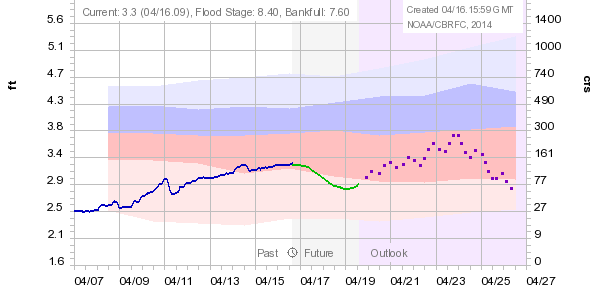 Current: 3.3 (04/16.09), Flood Stage: 8.40, Bankfull: 7.60
Created 04/16.15:59 GMT
NOAA/CBRFC, 2014
5.6
5.1
4.7
4.3
3.8
3.4
2.9
2.5
2.1
1.6
ft
1400
1000
740
490
300
161
77
27
9
0
cfs
Past Future Outlook
04/07 04/09 04/11 04/13 04/15 04/17 04/19 04/21 04/23 04/25 04/27